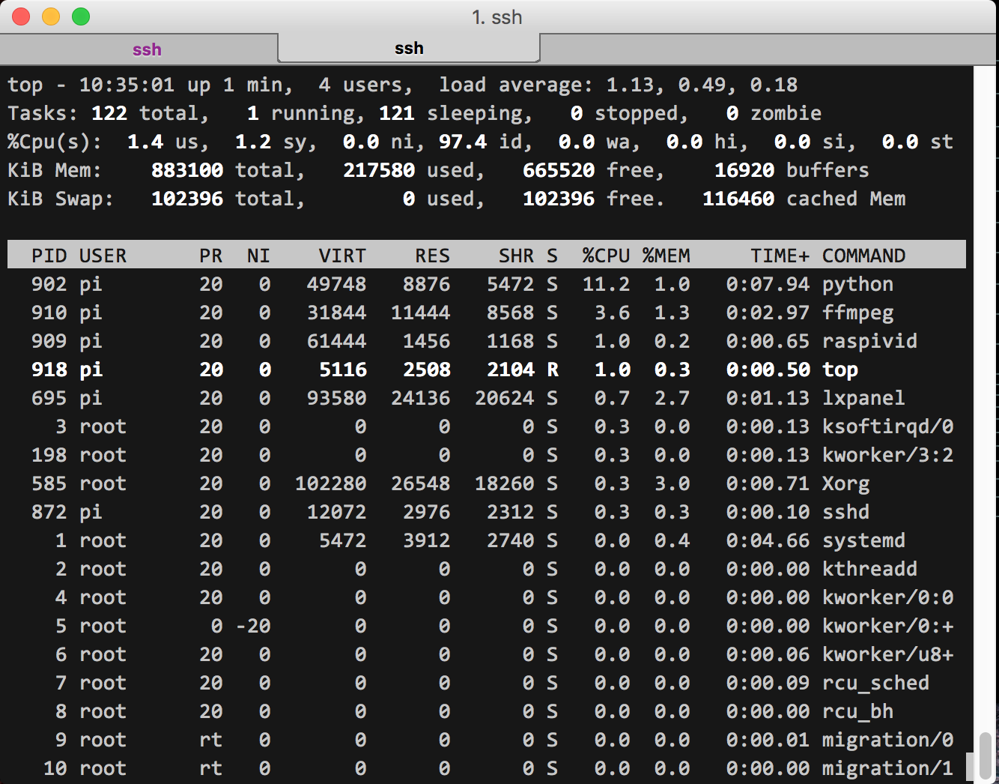 1. ssh
ssh ssh
top - 10:35:01 up 1 min,  4 users,  load average: 1.13, 0.49, 0.18
Tasks: 122 total,   1 running, 121 sleeping,   0 stopped,   0 zombie
%Cpu(s):  1.4 us,  1.2 sy,  0.0 ni, 97.4 id,  0.0 wa,  0.0 hi,  0.0 si,  0.0 st
KiB Mem:    883100 total,   217580 used,   665520 free,    16920 buffers
KiB Swap:   102396 total,        0 used,   102396 free.   116460 cached Mem
  PID USER      PR  NI    VIRT    RES    SHR S  %CPU %MEM     TIME+ COMMAND
  902 pi        20   0   49748   8876   5472 S  11.2  1.0   0:07.94 python
  910 pi        20   0   31844  11444   8568 S   3.6  1.3   0:02.97 ffmpeg
  909 pi        20   0   61444   1456   1168 S   1.0  0.2   0:00.65 raspivid
  918 pi        20   0    5116   2508   2104 R   1.0  0.3   0:00.50 top
  695 pi        20   0   93580  24136  20624 S   0.7  2.7   0:01.13 lxpanel
    3 root      20   0       0      0      0 S   0.3  0.0   0:00.13 ksoftirqd/0
  198 root      20   0       0      0      0 S   0.3  0.0   0:00.13 kworker/3:2
  585 root      20   0  102280  26548  18260 S   0.3  3.0   0:00.71 Xorg
  872 pi        20   0   12072   2976   2312 S   0.3  0.3   0:00.10 sshd
    1 root      20   0    5472   3912   2740 S   0.0  0.4   0:04.66 systemd
    2 root      20   0       0      0      0 S   0.0  0.0   0:00.00 kthreadd
    4 root      20   0       0      0      0 S   0.0  0.0   0:00.00 kworker/0:0
    5 root       0 -20       0      0      0 S   0.0  0.0   0:00.00 kworker/0:+
    6 root      20   0       0      0      0 S   0.0  0.0   0:00.06 kworker/u8+
    7 root      20   0       0      0      0 S   0.0  0.0   0:00.09 rcu_sched
    8 root      20   0       0      0      0 S   0.0  0.0   0:00.00 rcu_bh
    9 root      rt   0       0      0      0 S   0.0  0.0   0:00.01 migration/0
   10 root      rt   0       0      0      0 S   0.0  0.0   0:00.00 migration/1